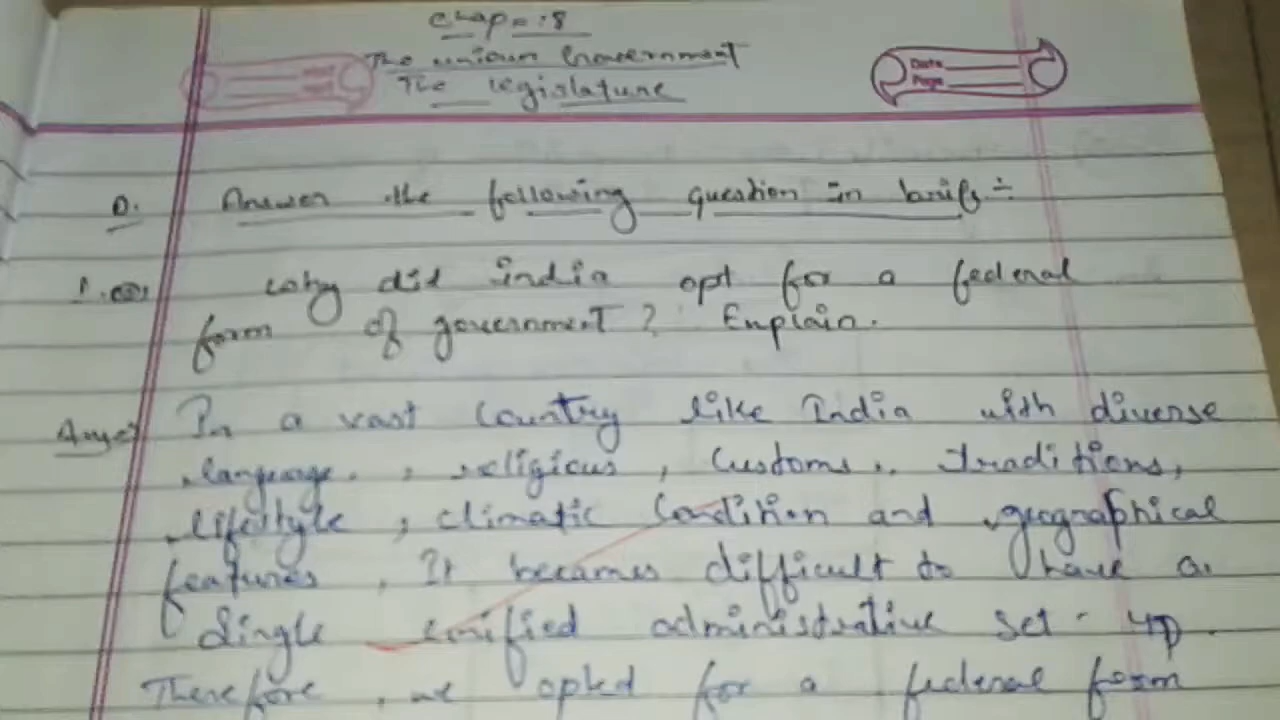 Chap - : 8
The union Government
The legislature
Date
Page
D. Answer the following question in brief :-
1. Q. Why did india opt for a federal
form of government ? Explain.
Ans In a vast country like India with diverse
language , religious , customs , traditions,
lifestyle , climatic condition and geographical
features , It becomes difficult to have a
single unified administrative set - up.
Therefore , we opted for a federal form